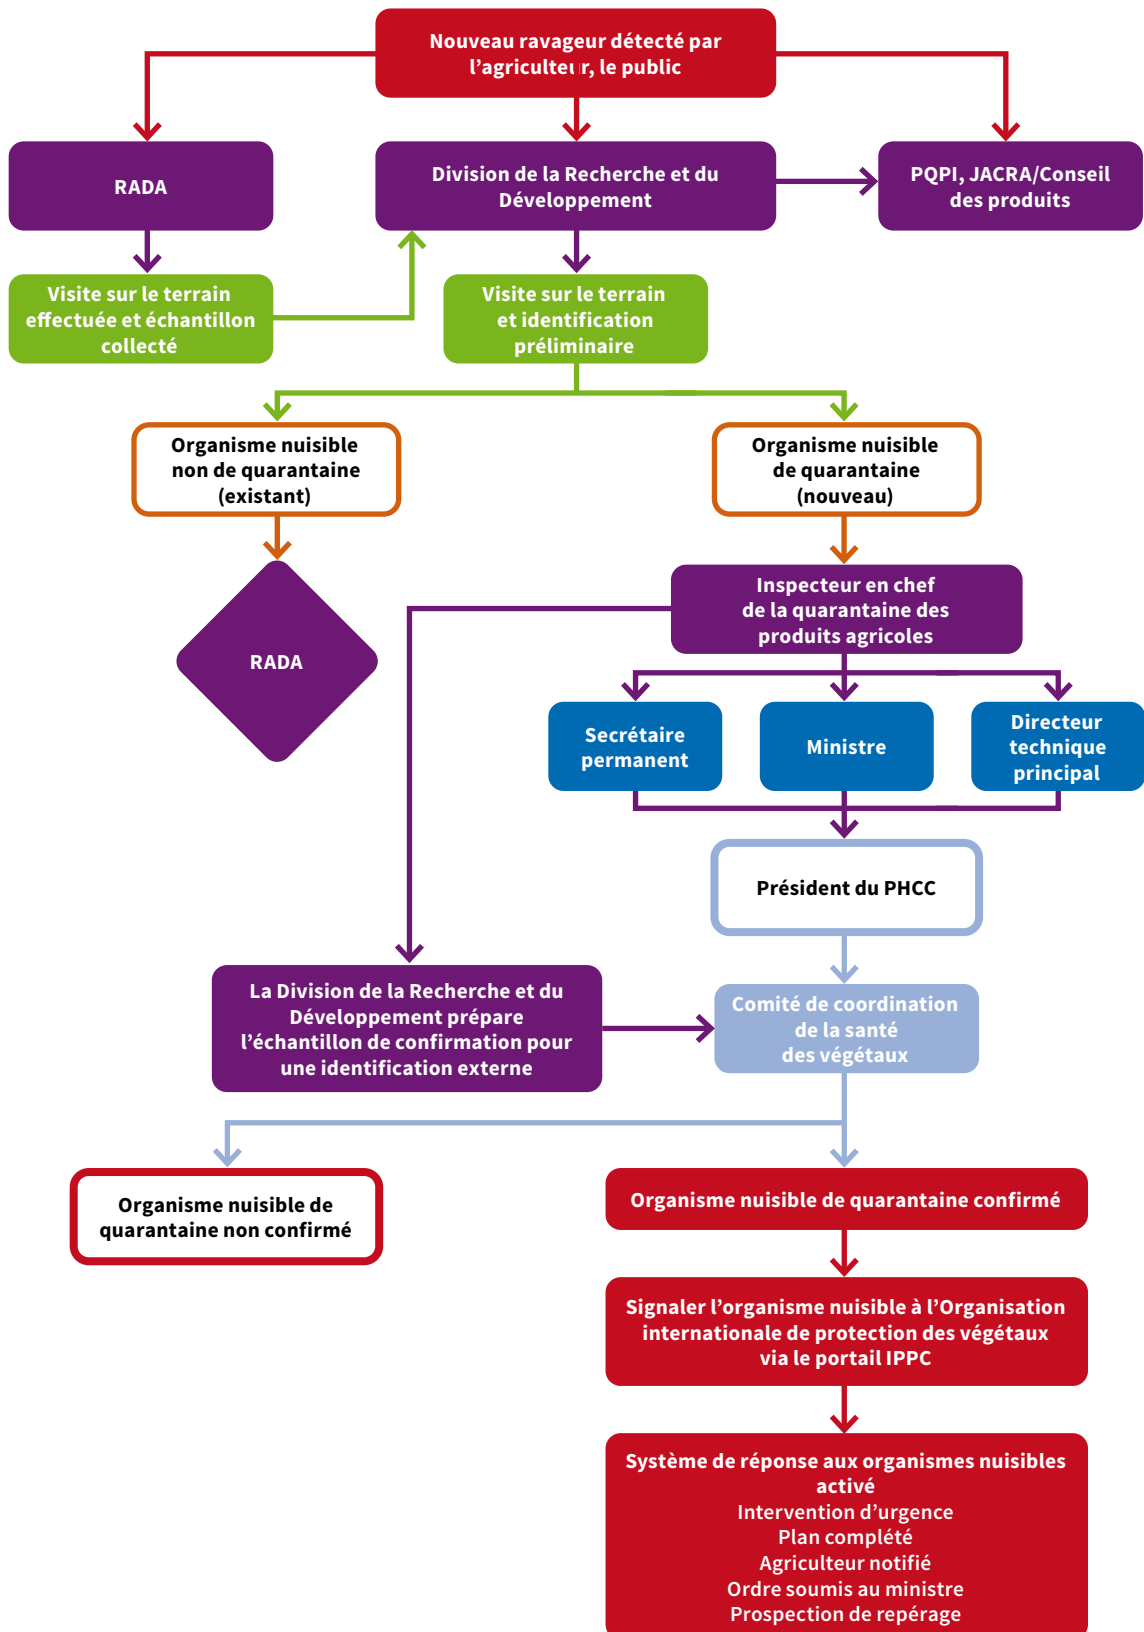 Nouveau ravageur détecté par
l’agriculteur, le public
RADA
Division de la Recherche et du
Développement
PQPI, JACRA/Conseil
des produits
Visite sur le terrain
effectuée et échantillon
collecté
Visite sur le terrain
et identification
préliminaire
Organisme nuisible
non de quarantaine
(existant)
Organisme nuisible
de quarantaine
(nouveau)
RADA
Inspecteur en chef
de la quarantaine des
produits agricoles
Secrétaire
permanent
Ministre
Directeur
technique
principal
Président du PHCC
La Division de la Recherche et du
Développement prépare
l’échantillon de confirmation pour
une identification externe
Comité de coordination
de la santé
des végétaux
Organisme nuisible de
quarantaine non confirmé
Organisme nuisible de quarantaine confirmé
Signaler l’organisme nuisible à l’Organisation
internationale de protection des végétaux
via le portail IPPC
Système de réponse aux organismes nuisibles
activé
Intervention d’urgence
Plan complété
Agriculteur notifié
Ordre soumis au ministre
Prospection de repérage